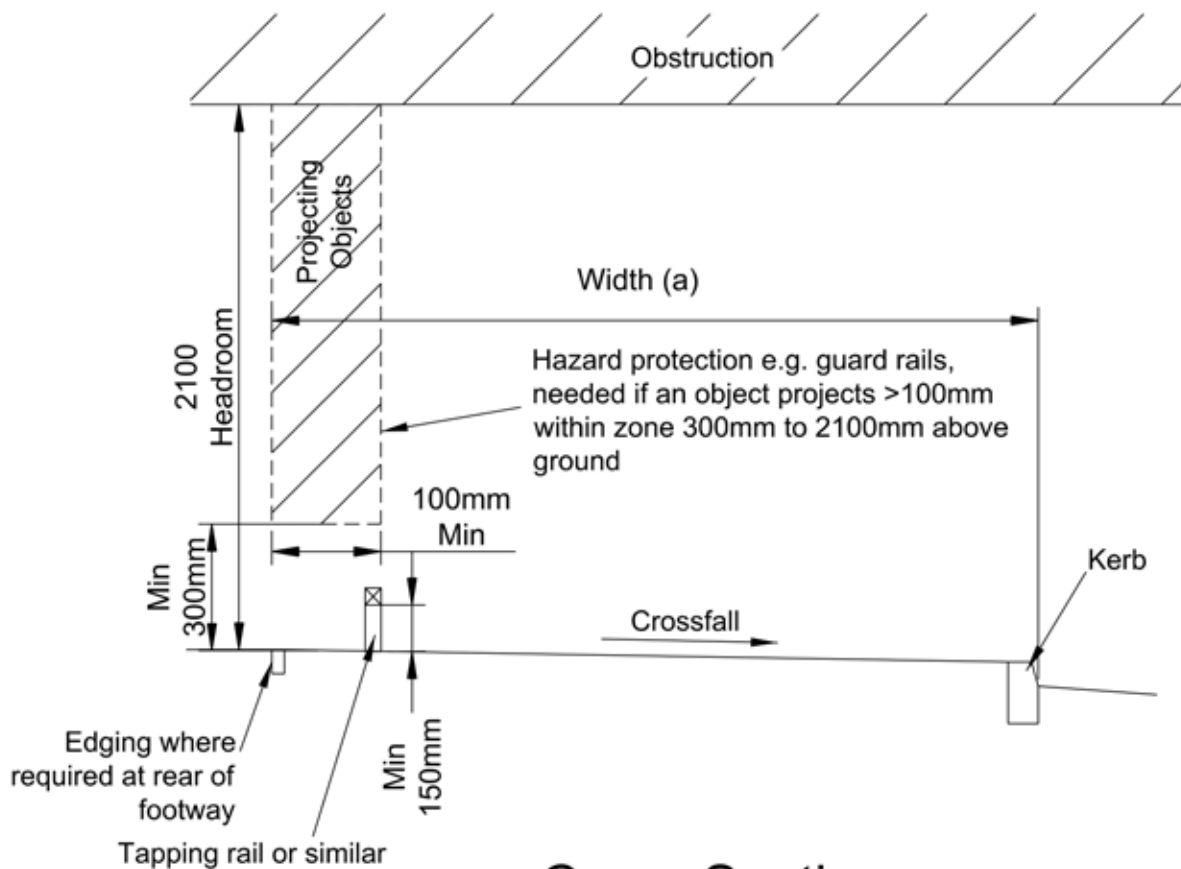 Obstruction
Projecting
Objects
Width (a)
2100
Headroom
Hazard protection e.g. guard rails,
needed if an object projects >100mm
within zone 300mm to 2100mm above
ground
100mm
Min
Min
300mm
Kerb
Crossfall
Min
150mm
Edging where
required at rear of
footway
Tapping rail or similar